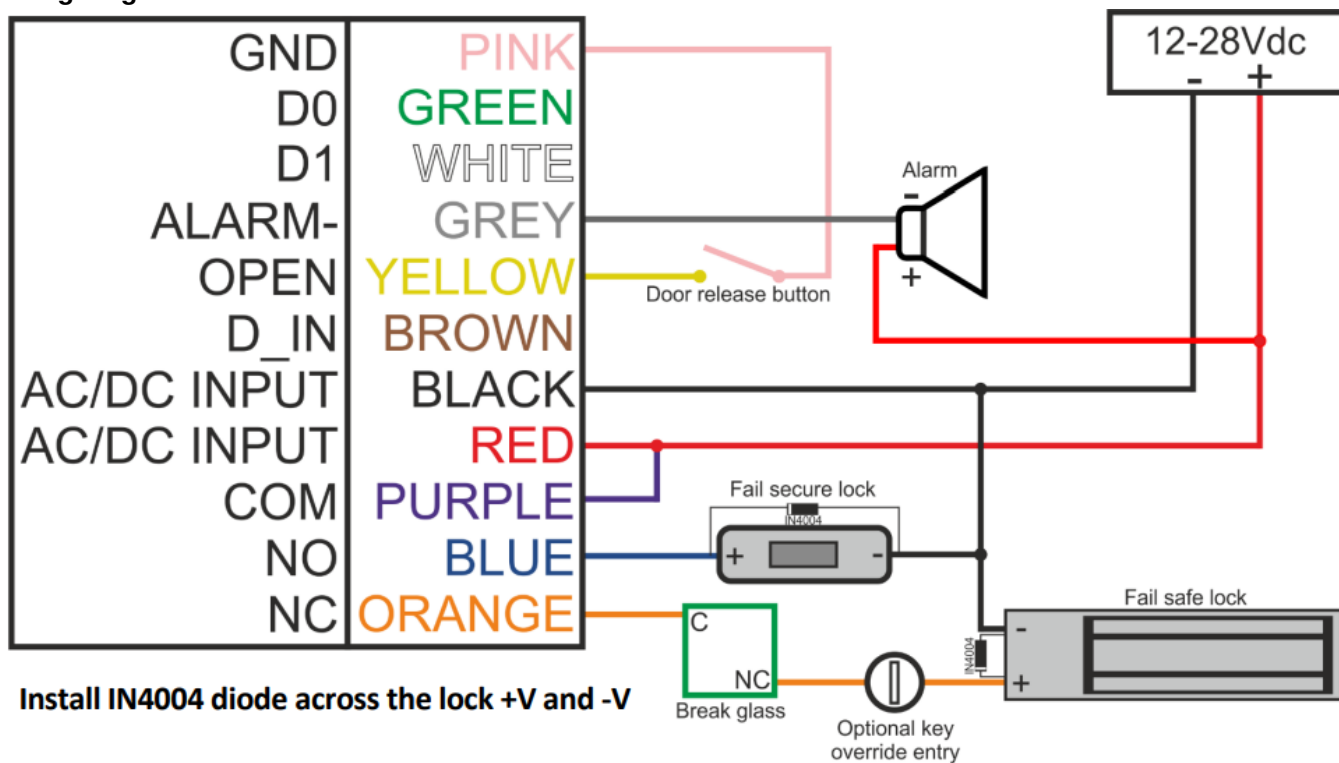 GND PINK
D0 GREEN
D1 WHITE
ALARM- GREY
OPEN YELLOW
D_IN BROWN
AC/DC INPUT BLACK
AC/DC INPUT RED
COM PURPLE
NO BLUE
NC ORANGE
12-28Vdc
- +
Alarm
-
+
Door release button
Fail secure lock
IN4004
+ -
Fail safe lock
-
IN4004
+
C
NC
Break glass
Optional key
override entry
Install IN4004 diode across the lock +V and -V